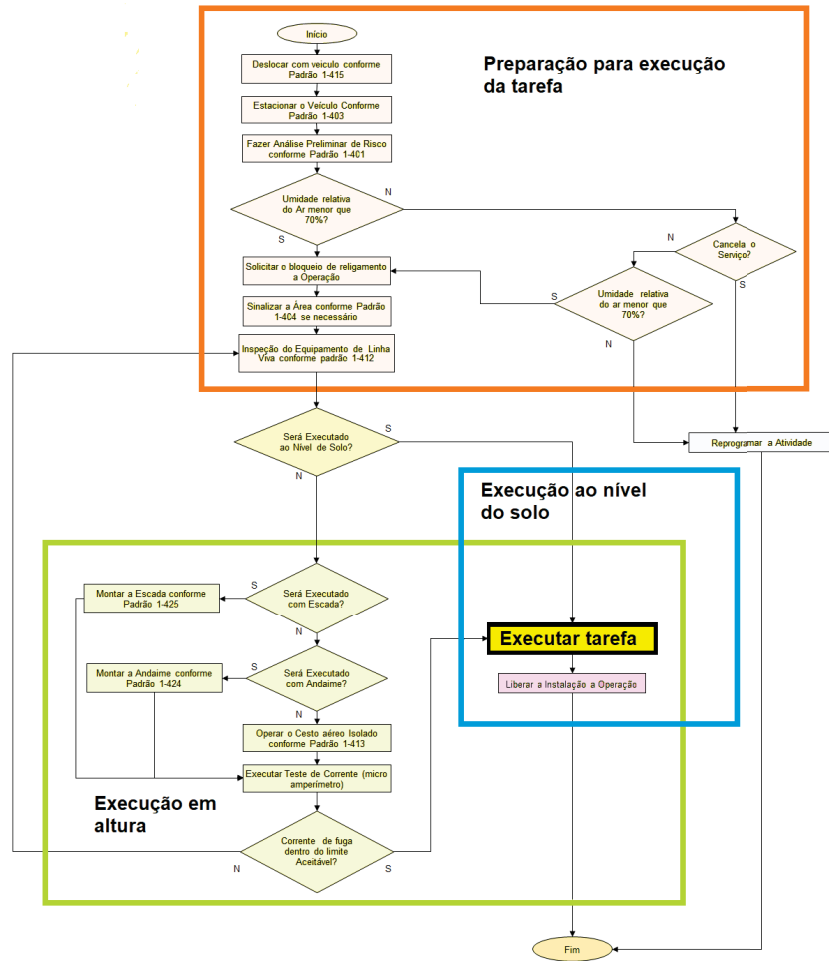 Início
Preparação para execução
da tarefa
Deslocar com veiculo conforme
Padrão 1-415
Estacionar o Veículo Conforme
Padrão 1-403
Fazer Análise Preliminar de Risco
conforme Padrão 1-401
Umidade relativa
do Ar menor que
70%?
N
S
Cancela o
Serviço?
N
S
Solicitar o bloqueio de religamento
a Operação
Umidade relativa
do ar menor que
70%?
S
N
Sinalizar a Área conforme Padrão
1-404 se necessário
Inspeção do Equipamento de Linha
Viva conforme padrão 1-412
Será Executado
ao Nível de Solo?
S
N
Reprogramar a Atividade
Execução ao nível
do solo
Montar a Escada conforme
Padrão 1-425
S
Será Executado
com Escada?
N
Executar tarefa
Montar a Andaime conforme
Padrão 1-424
S
Será Executado
com Andaime?
N
Liberar a Instalação a Operação
Operar o Cesto aéreo Isolado
conforme Padrão 1-413
Executar Teste de Corrente (micro
amperímetro)
Execução em
altura
Corrente de fuga
dentro do limite
Aceitável?
N
S
Fim